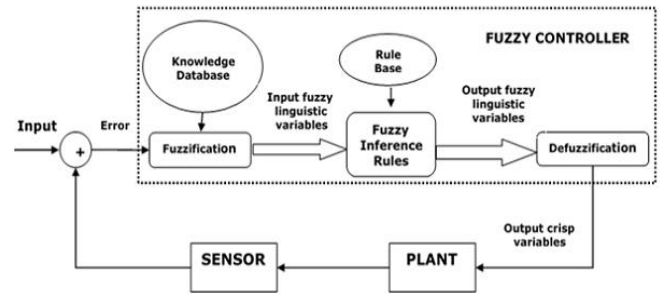 FUZZY CONTROLLER
Knowledge
Database
Rule
Base
Input fuzzy
linguistic
variables
Output fuzzy
linguistic
variables
Input
Error
+
Fuzzification
Fuzzy
Inference
Rules
Defuzzification
Output crisp
variables
SENSOR
PLANT